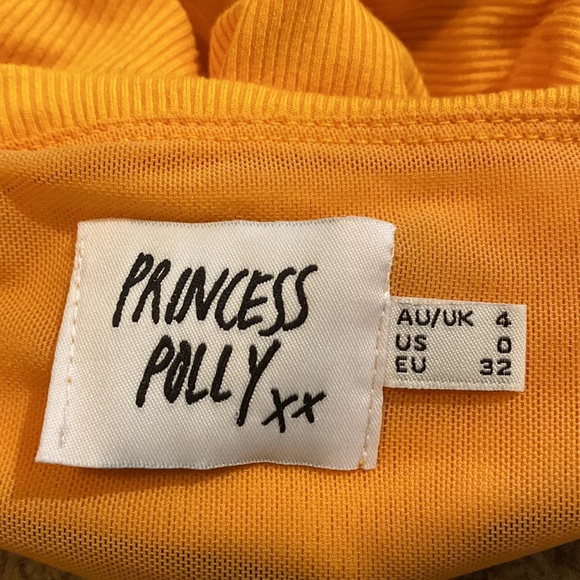 PRINCESS
POLLY xx
AU/UK 4
US 0
EU 32